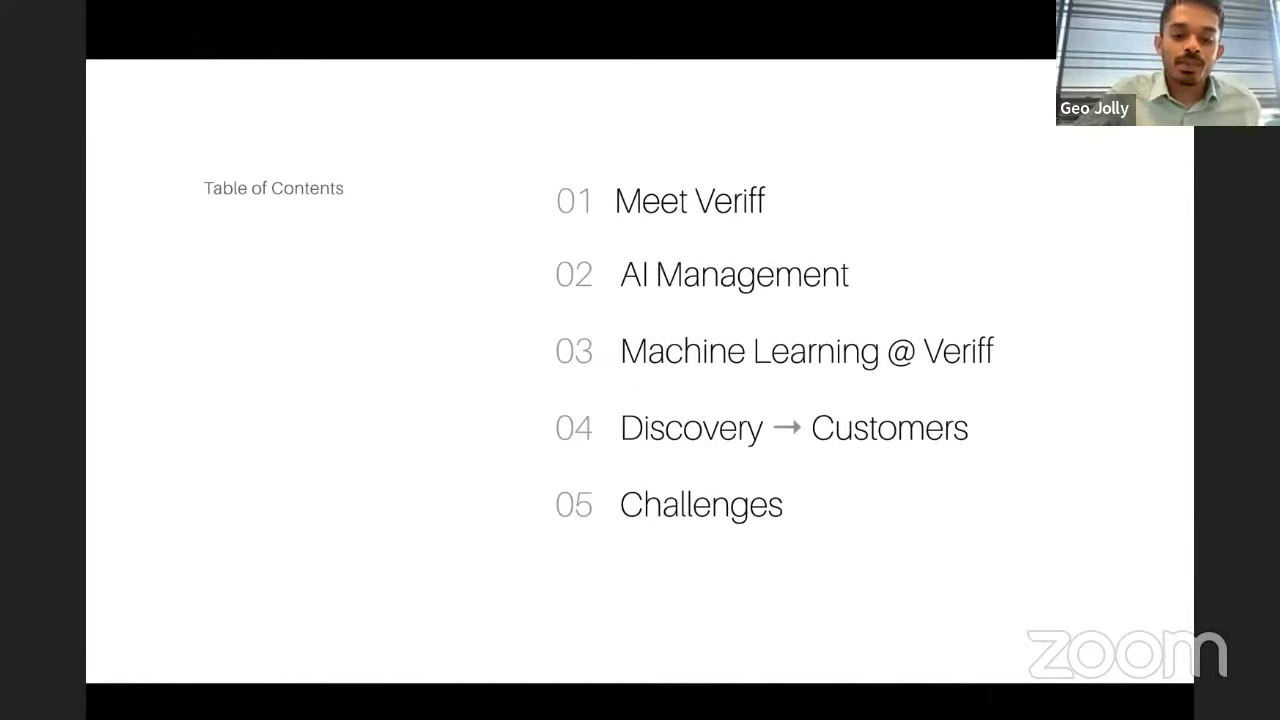 Geo Jolly
Table of Contents
01 Meet Veriff
02 AI Management
03 Machine Learning @ Veriff
04 Discovery → Customers
05 Challenges
zoom